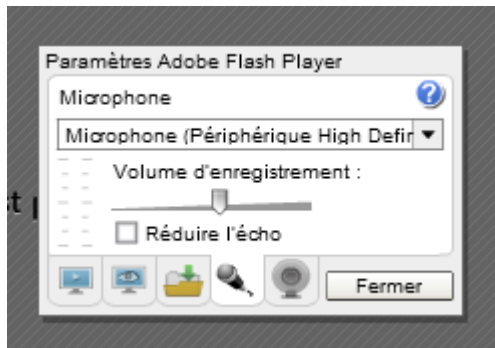 Paramètres Adobe Flash Player
Microphone
Microphone (Périphérique High Defir
Volume d'enregistrement :
Réduire l'écho
Fermer